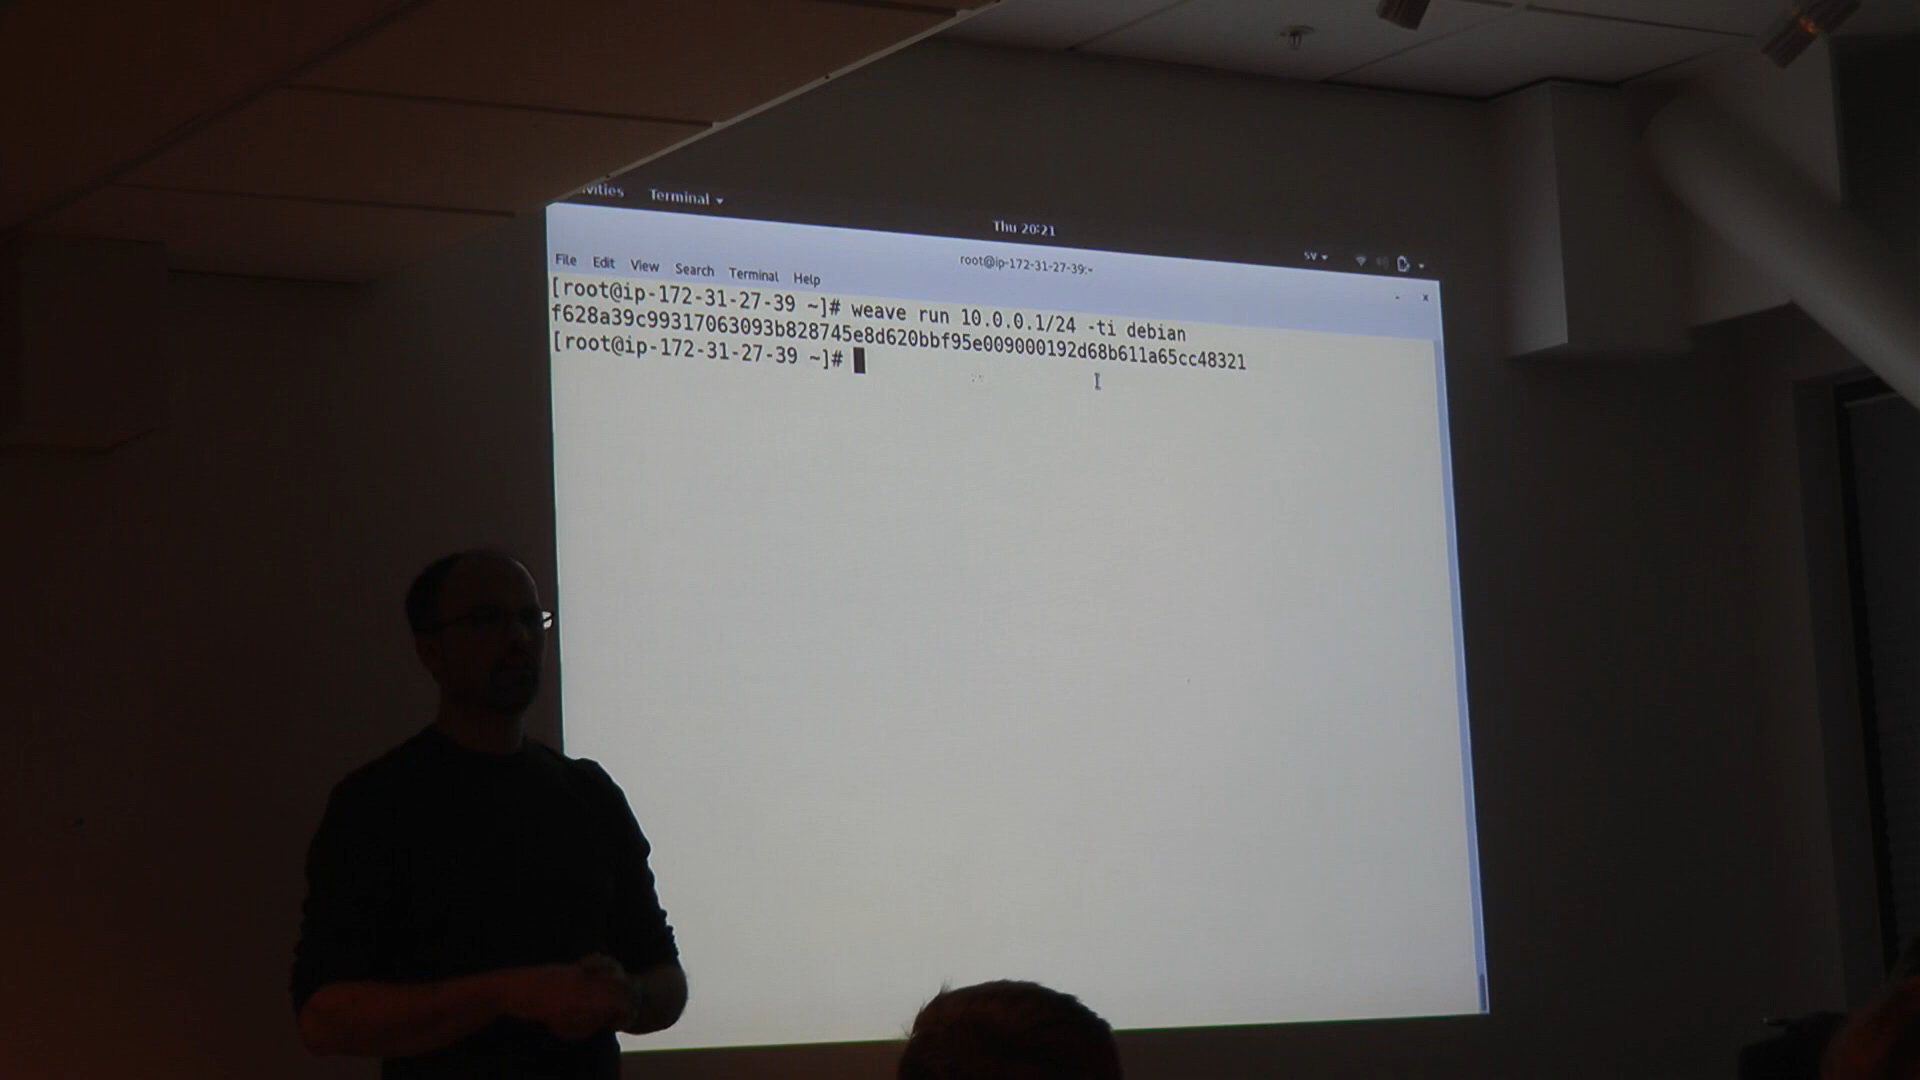 Terminal
Thu 20:21
sv
root@ip-172-31-27-39:~
File Edit View Search Terminal Help
[root@ip-172-31-27-39 ~]# weave run 10.0.0.1/24 -ti debian
f628a39c99317063093b828745e8d620bbf95e009000192d68b611a65cc48321
[root@ip-172-31-27-39 ~]#